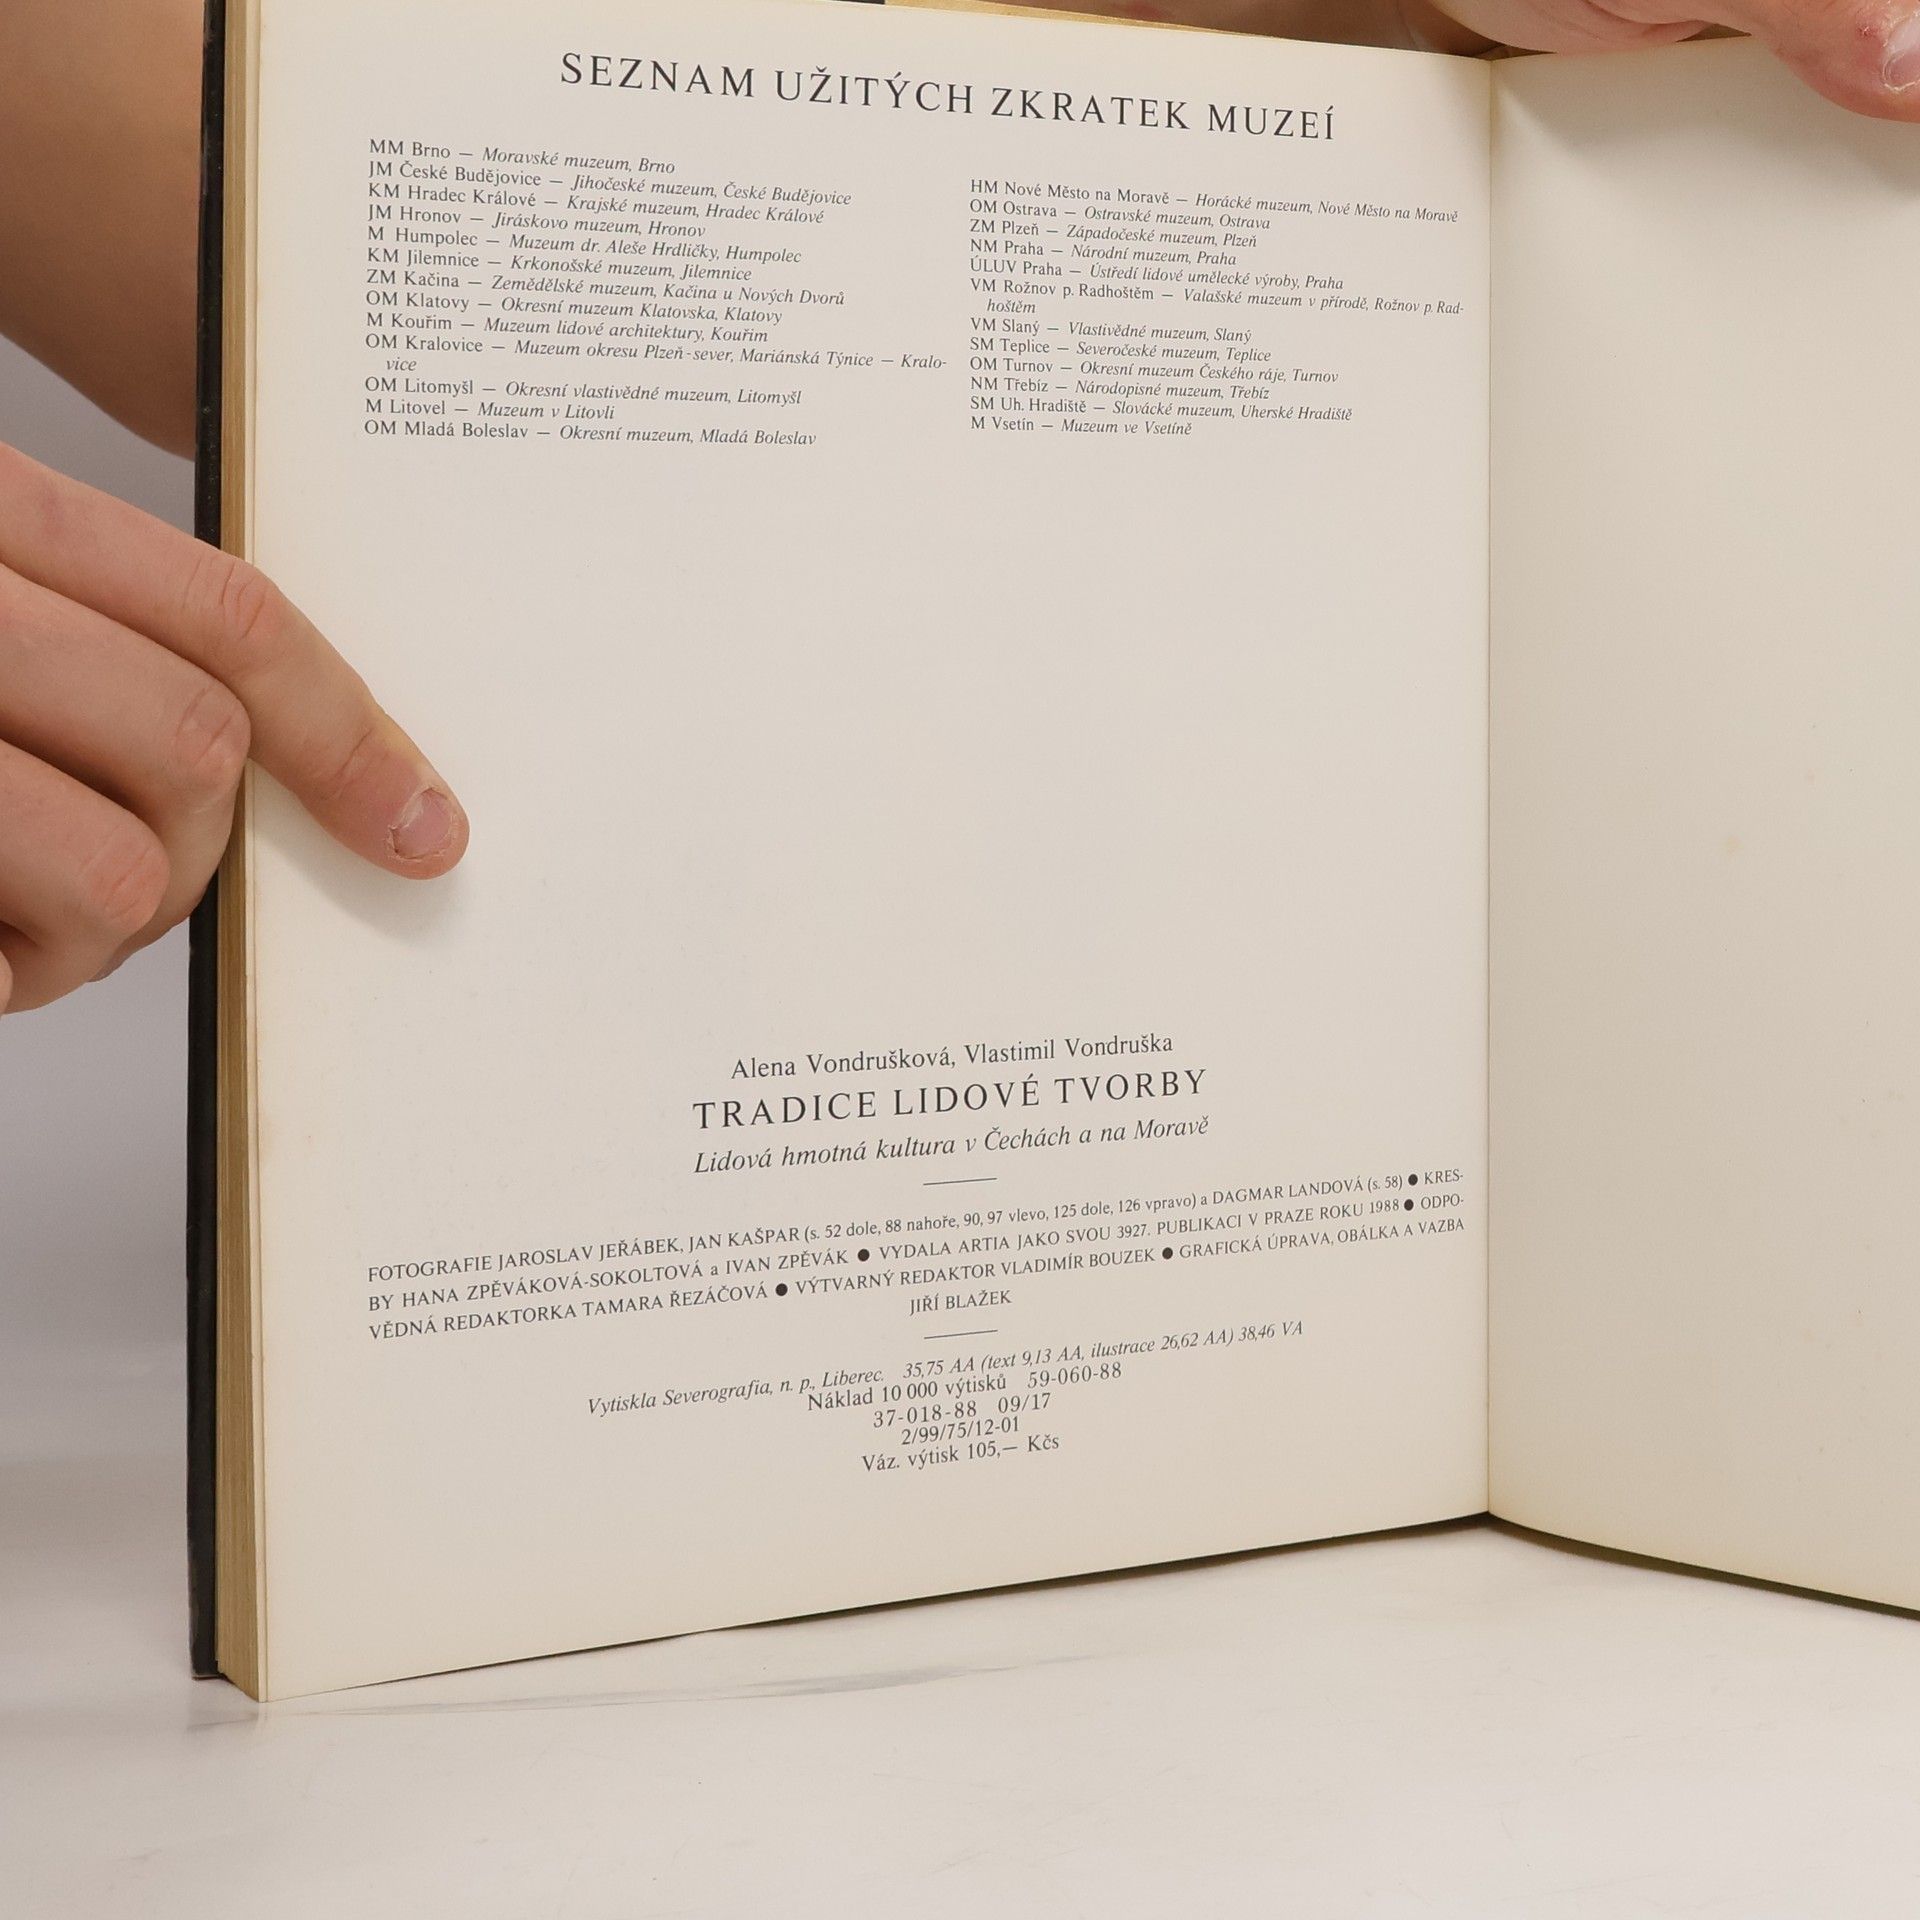 SEZNAM UŽITÝCH ZKRATEK MUZEÍ
MM Brno — Moravské muzeum, Brno
JM České Budějovice — Jihočeské muzeum, České Budějovice
KM Hradec Králové — Krajské muzeum, Hradec Králové
JM Hronov — Jiráskovo muzeum, Hronov
M Humpolec — Muzeum dr. Aleše Hrdličky, Humpolec
KM Jilemnice — Krkonošské muzeum, Jilemnice
ZM Kačina — Zemědělské muzeum, Kačina u Nových Dvorů
OM Klatovy — Okresní muzeum Klatovska, Klatovy
M Kouřim — Muzeum lidové architektury, Kouřim
OM Kralovice — Muzeum okresu Plzeň-sever, Mariánská Týnice — Kralo-
vice
OM Litomyšl — Okresní vlastivědné muzeum, Litomyšl
M Litovel — Muzeum v Litovli
OM Mladá Boleslav — Okresní muzeum, Mladá Boleslav
HM Nové Město na Moravě — Horácké muzeum, Nové Město na Moravě
OM Ostrava — Ostravské muzeum, Ostrava
ZM Plzeň — Západočeské muzeum, Plzeň
NM Praha — Národní muzeum, Praha
ÚLUV Praha — Ústředí lidové umělecké výroby, Praha
VM Rožnov p. Radhoštěm — Valašské muzeum v přírodě, Rožnov p. Rad-
hoštěm
VM Slaný — Vlastivědné muzeum, Slaný
SM Teplice — Severočeské muzeum, Teplice
OM Turnov — Okresní muzeum Českého ráje, Turnov
NM Třebíz — Národopisné muzeum, Třebíz
SM Uh. Hradiště — Slovácké muzeum, Uherské Hradiště
M Vsetín — Muzeum ve Vsetíně
Alena Vondrušková, Vlastimil Vondruška
TRADICE LIDOVÉ TVORBY
Lidová hmotná kultura v Čechách a na Moravě
FOTOGRAFIE JAROSLAV JEŘÁBEK, JAN KAŠPAR (s. 52 dole, 88 nahoře, 90, 97 vlevo, 125 dole, 126 vpravo) a DAGMAR LANDOVÁ (s. 58) ● KRES-
BY HANA ZPĚVÁKOVÁ-SOKOLTOVÁ a IVAN ZPĚVÁK ● VYDALA ARTIA JAKO SVOU 3927. PUBLIKACI V PRAZE ROKU 1988 ● ODPO-
VĚDNÁ REDAKTORKA TAMARA ŘEZÁČOVÁ ● VÝTVARNÝ REDAKTOR VLADIMÍR BOUZEK ● GRAFICKÁ ÚPRAVA, OBÁLKA A VAZBA
JIŘÍ BLAŽEK
Vytiskla Severografia, n. p., Liberec. 35,75 AA (text 9,13 AA, ilustrace 26,62 AA) 38,46 VA
Náklad 10 000 výtisků 59-060-88
37-018-88 09/17
2/99/75/12-01
Váz. výtisk 105,— Kčs